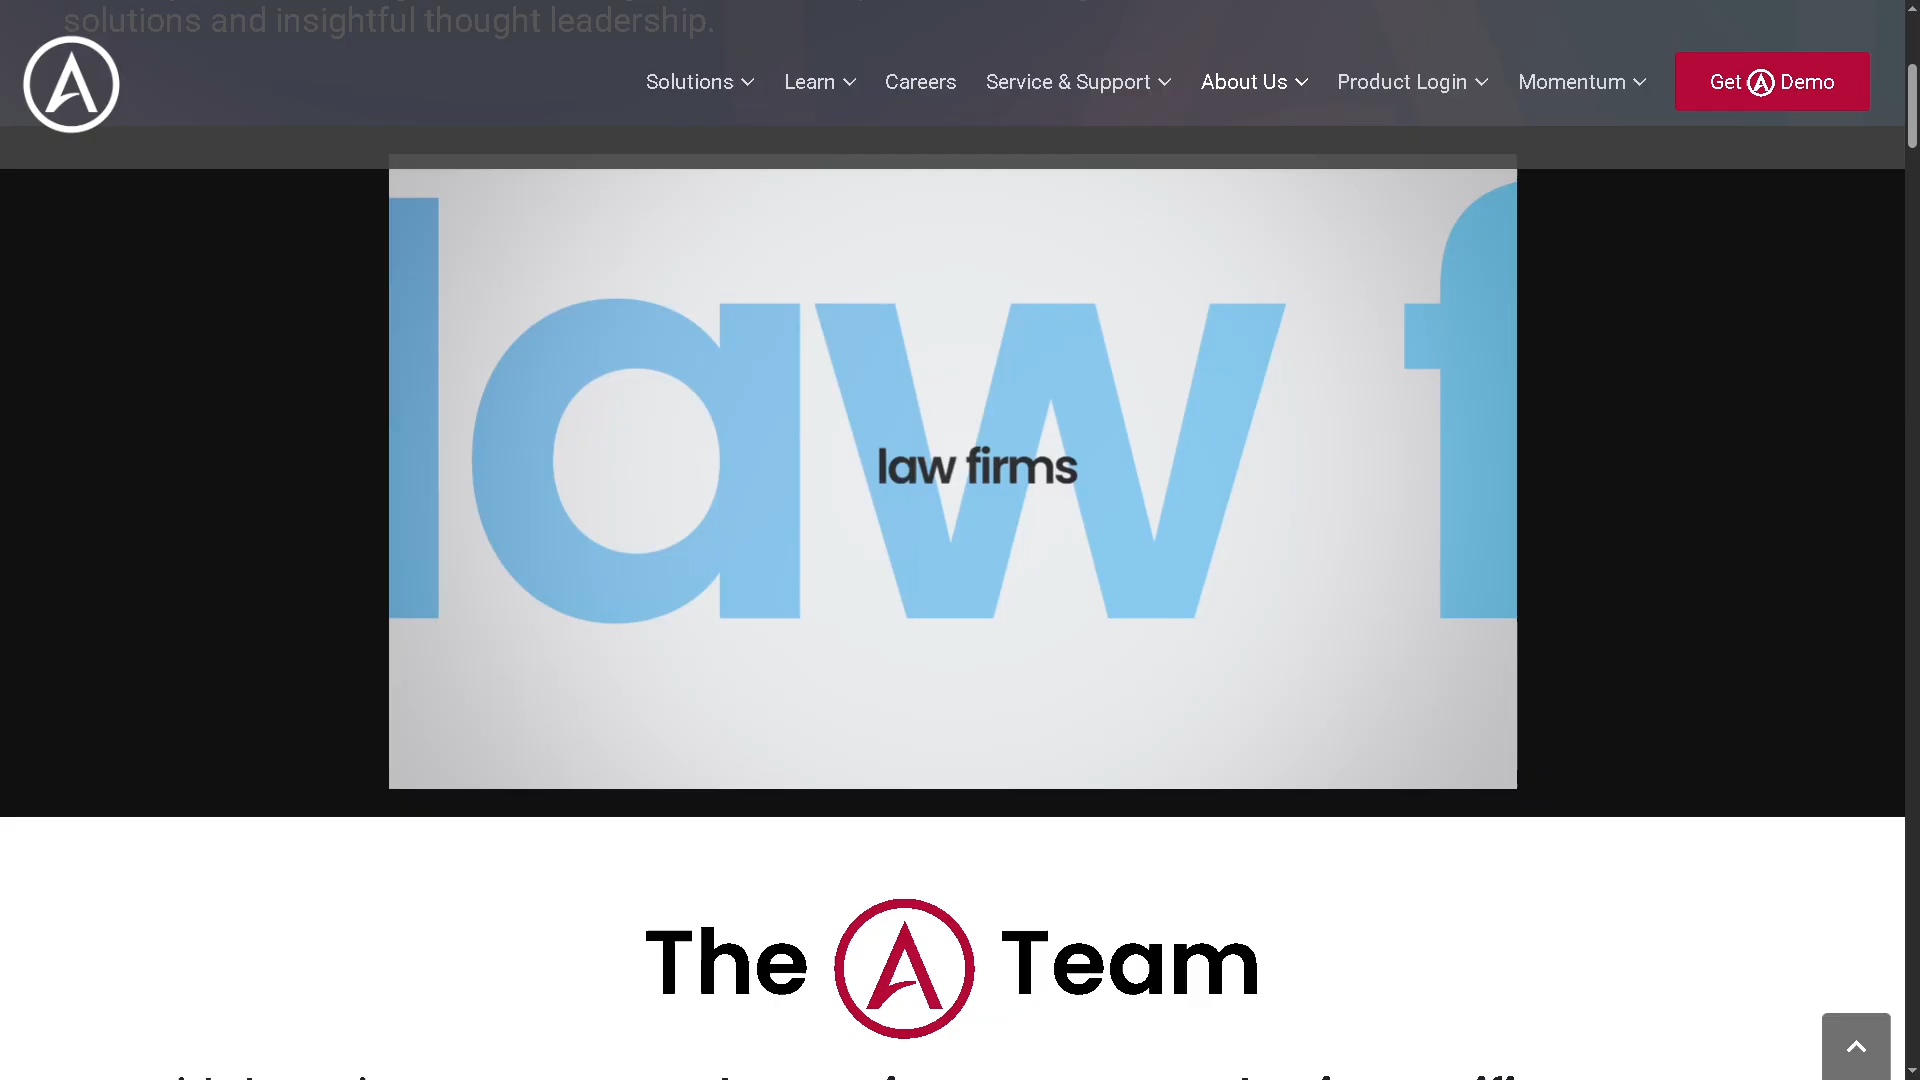 solutions and insightful thought leadership.
Solutions Learn Careers Service & Support About Us Product Login Momentum Get A Demo
law f
law firms
The A Team